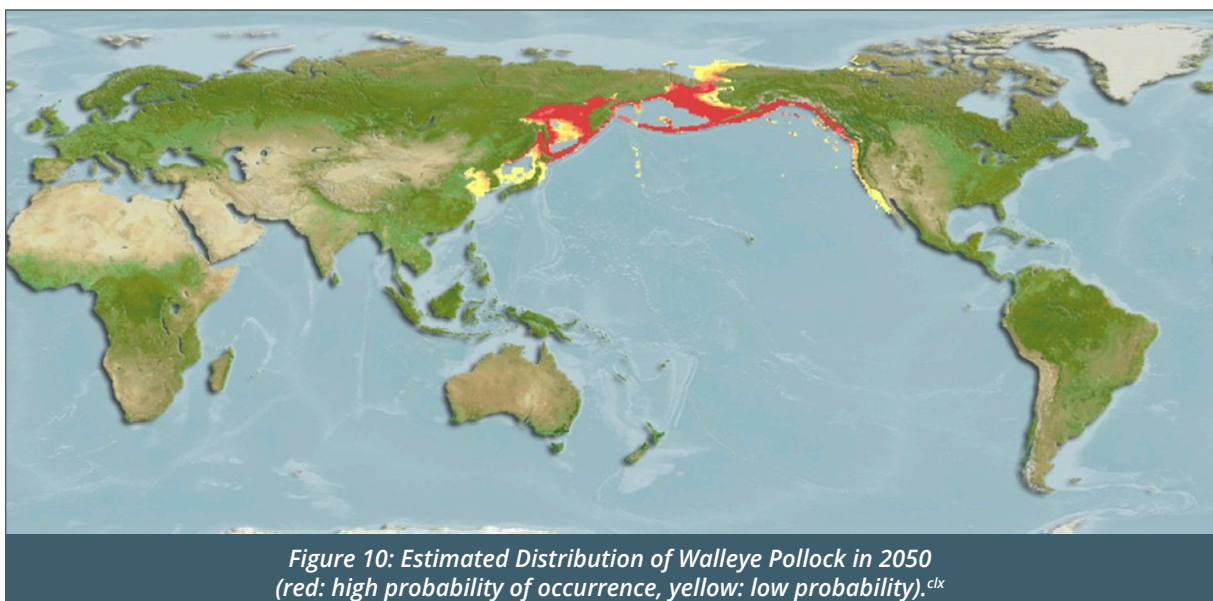 Figure 10: Estimated Distribution of Walleye Pollock in 2050
(red: high probability of occurrence, yellow: low probability).clx